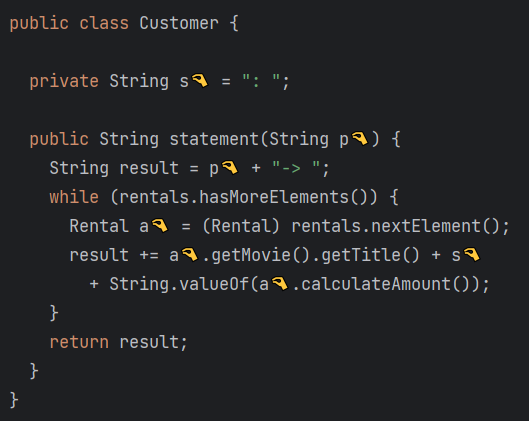 public class Customer {
private String s👈 = ": ";
public String statement(String p👈) {
String result = p👈 + "-> ";
while (rentals.hasMoreElements()) {
Rental a👈 = (Rental) rentals.nextElement();
result += a👈.getMovie().getTitle() + s👈
+ String.valueOf(a👈.calculateAmount());
}
return result;
}
}